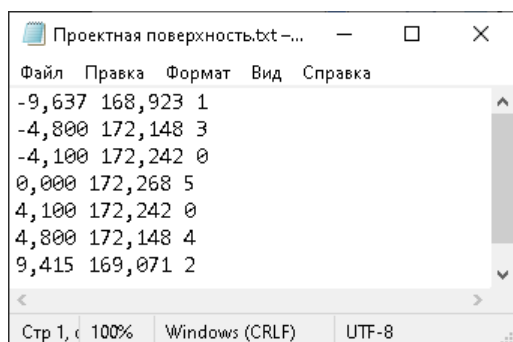 Проектная поверхность.txt –...
Файл Правка Формат Вид Справка
-9,637 168,923 1
-4,800 172,148 3
-4,100 172,242 0
0,000 172,268 5
4,100 172,242 0
4,800 172,148 4
9,415 169,071 2
Стр 1, с 100% Windows (CRLF) UTF-8